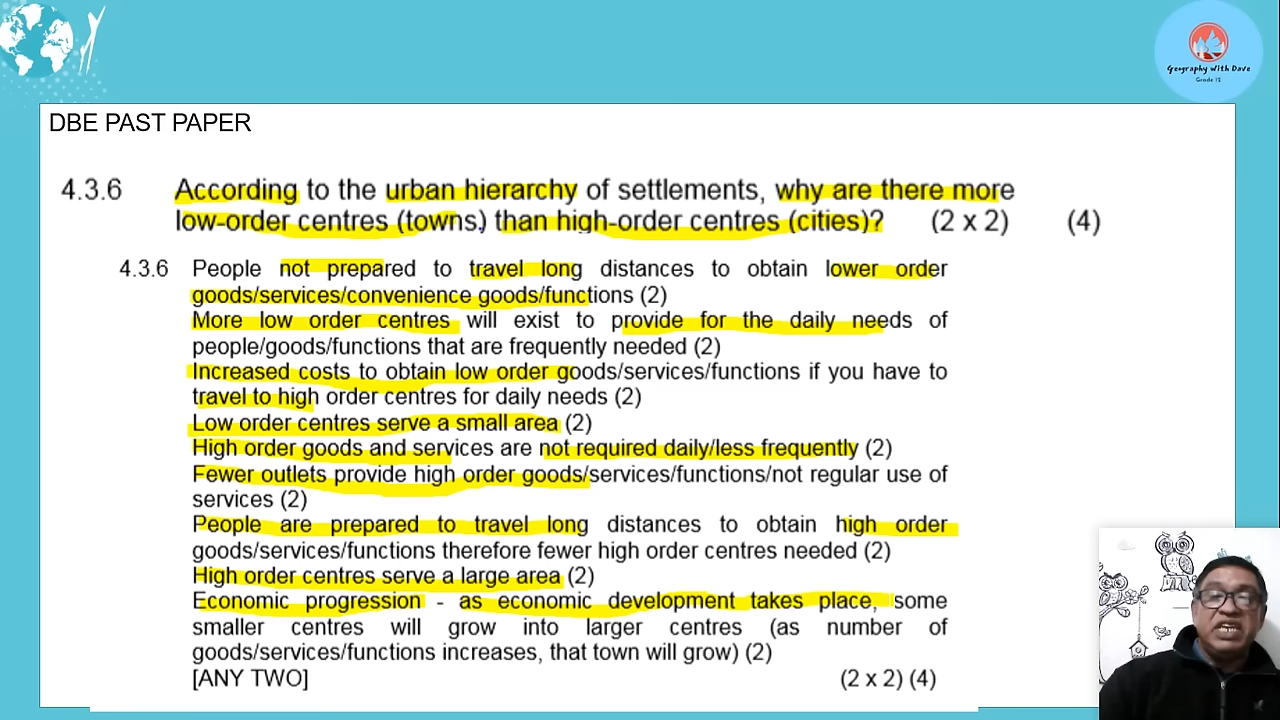 Geography with Dave
Grade 12
DBE PAST PAPER
4.3.6 According to the urban hierarchy of settlements, why are there more
low-order centres (towns) than high-order centres (cities)? (2 x 2) (4)
4.3.6 People not prepared to travel long distances to obtain lower order
goods/services/convenience goods/functions (2)
More low order centres will exist to provide for the daily needs of
people/goods/functions that are frequently needed (2)
Increased costs to obtain low order goods/services/functions if you have to
travel to high order centres for daily needs (2)
Low order centres serve a small area (2)
High order goods and services are not required daily/less frequently (2)
Fewer outlets provide high order goods/services/functions/not regular use of
services (2)
People are prepared to travel long distances to obtain high order
goods/services/functions therefore fewer high order centres needed (2)
High order centres serve a large area (2)
Economic progression - as economic development takes place, some
smaller centres will grow into larger centres (as number of
goods/services/functions increases, that town will grow) (2)
[ANY TWO] (2 x 2) (4)